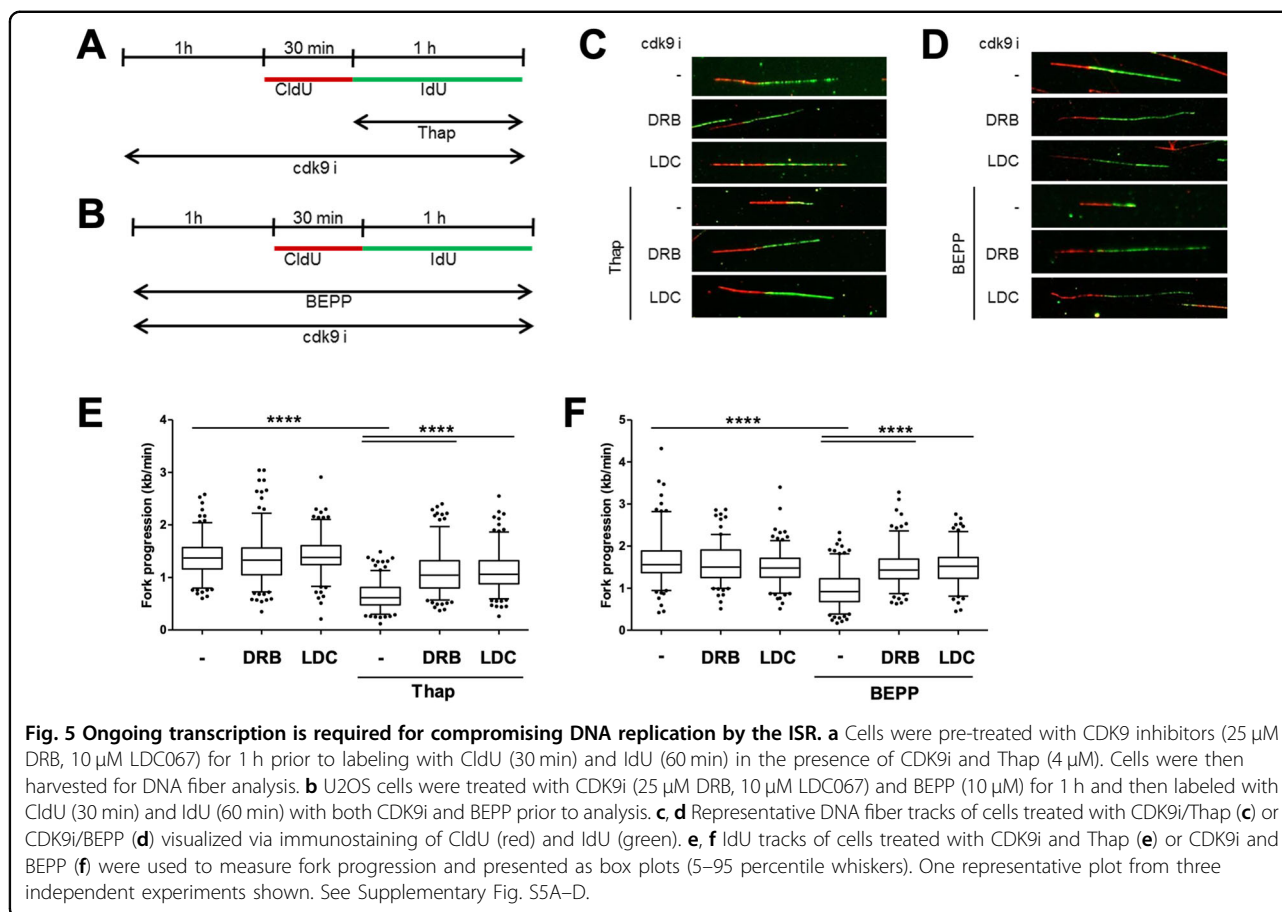 A
1h 30 min 1 h
CldU IdU
Thap
cdk9 i
B
1h 30 min 1 h
CldU IdU
BEPP
cdk9 i
C
cdk9 i
-
DRB
LDC
Thap
-
DRB
LDC
D
cdk9 i
-
DRB
LDC
BEPP
-
DRB
LDC
E
Fork progression (kb/min)
4
3
2
1
0
****
****
- DRB LDC - DRB LDC
Thap
F
Fork progression (kb/min)
5
4
3
2
1
0
****
****
- DRB LDC - DRB LDC
BEPP
Fig. 5 Ongoing transcription is required for compromising DNA replication by the ISR. a Cells were pre-treated with CDK9 inhibitors (25 µM
DRB, 10 µM LDC067) for 1 h prior to labeling with CldU (30 min) and IdU (60 min) in the presence of CDK9i and Thap (4 µM). Cells were then
harvested for DNA fiber analysis. b U2OS cells were treated with CDK9i (25 µM DRB, 10 µM LDC067) and BEPP (10 µM) for 1 h and then labeled with
CldU (30 min) and IdU (60 min) with both CDK9i and BEPP prior to analysis. c, d Representative DNA fiber tracks of cells treated with CDK9i/Thap (c) or
CDK9i/BEPP (d) visualized via immunostaining of CldU (red) and IdU (green). e, f IdU tracks of cells treated with CDK9i and Thap (e) or CDK9i and
BEPP (f) were used to measure fork progression and presented as box plots (5–95 percentile whiskers). One representative plot from three
independent experiments shown. See Supplementary Fig. S5A–D.